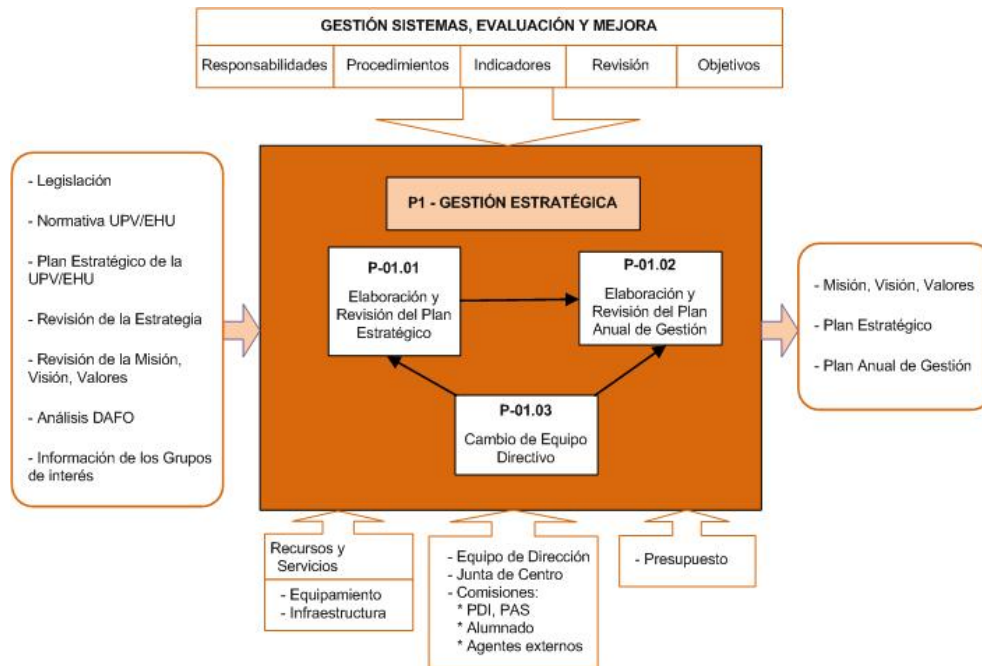 GESTIÓN SISTEMAS, EVALUACIÓN Y MEJORA
Responsabilidades
Procedimientos
Indicadores
Revisión
Objetivos
- Legislación
- Normativa UPV/EHU
- Plan Estratégico de la
UPV/EHU
- Revisión de la Estrategia
- Revisión de la Misión,
Visión, Valores
- Análisis DAFO
- Información de los Grupos
de interés
P1 - GESTIÓN ESTRATÉGICA
P-01.01
Elaboración y
Revisión del Plan
Estratégico
P-01.02
Elaboración y
Revisión del Plan
Anual de Gestión
P-01.03
Cambio de Equipo
Directivo
- Misión, Visión, Valores
- Plan Estratégico
- Plan Anual de Gestión
Recursos y
Servicios
- Equipamiento
- Infraestructura
- Equipo de Dirección
- Junta de Centro
- Comisiones:
* PDI, PAS
* Alumnado
* Agentes externos
- Presupuesto